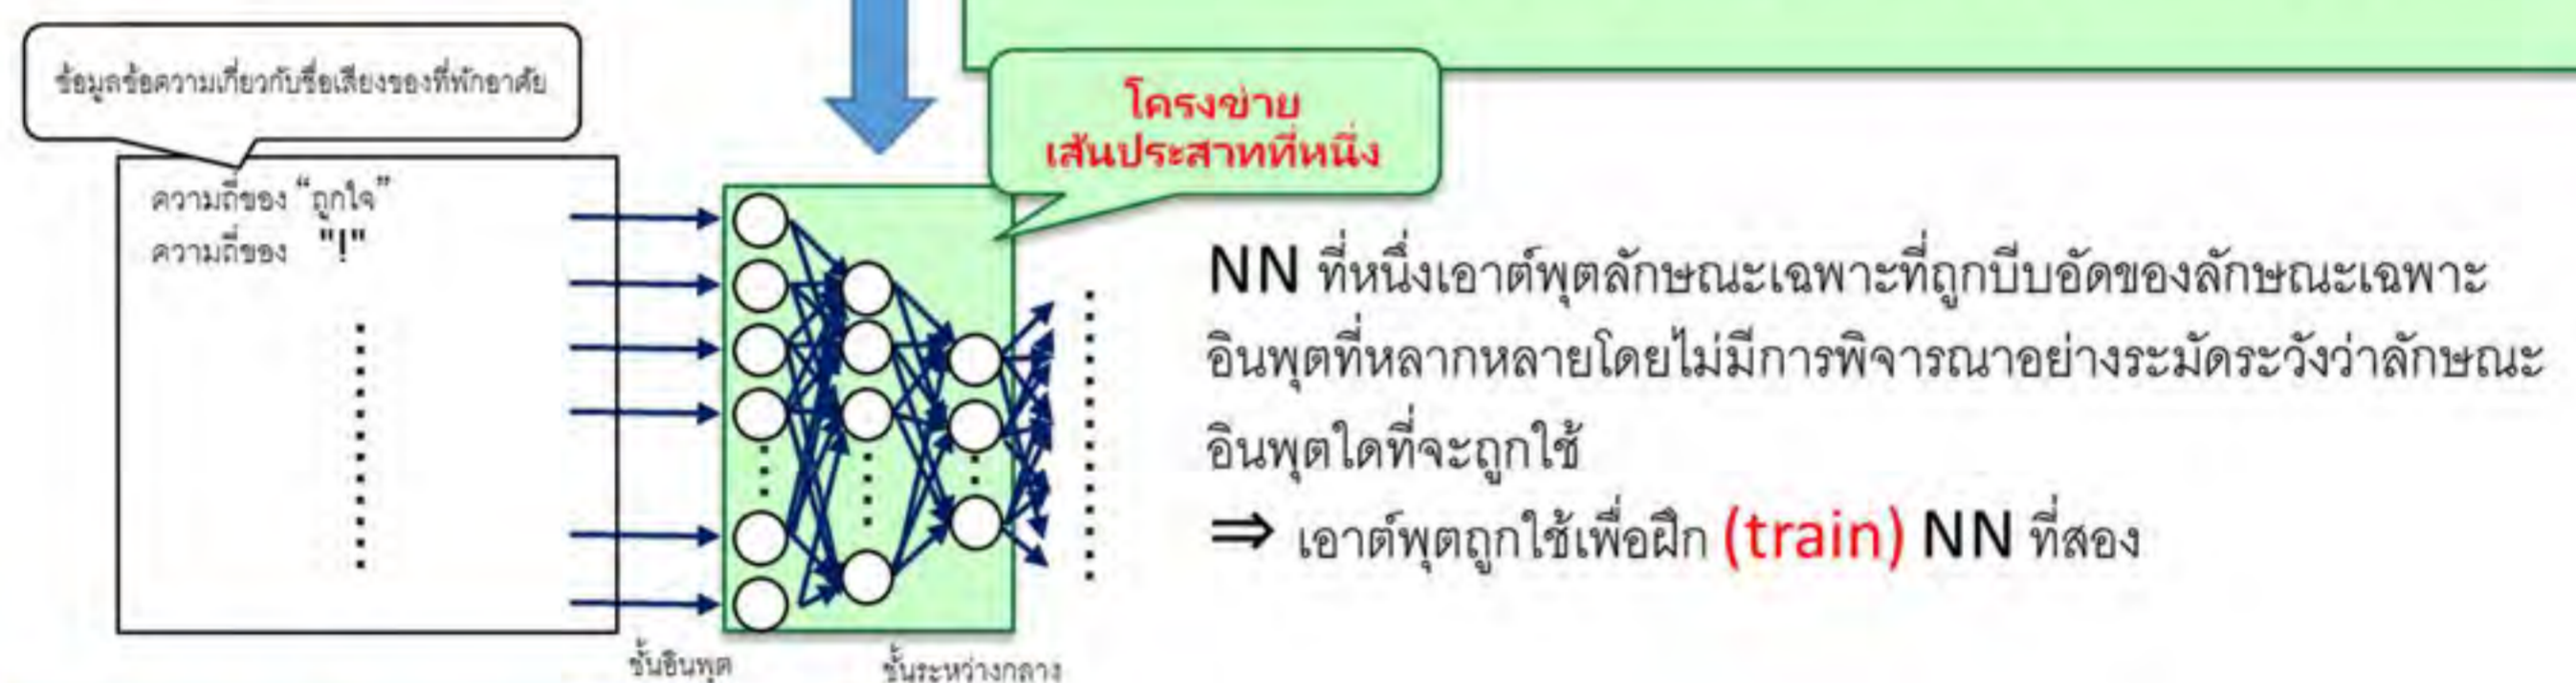 ข้อมูลข้อความเกี่ยวกับชื่อเสียงของที่พักอาศัย
โครงข่าย
เส้นประสาทที่หนึ่ง
ความถี่ของ “ถูกใจ”
ความถี่ของ "!"
NN ที่หนึ่งเอาต์พุตลักษณะเฉพาะที่ถูกบีบอัดของลักษณะเฉพาะ
อินพุตที่หลากหลายโดยไม่มีการพิจารณาอย่างระมัดระวังว่าลักษณะ
อินพุตใดที่จะถูกใช้
⇒ เอาต์พุตถูกใช้เพื่อฝึก (train) NN ที่สอง
ชั้นอินพุต
ชั้นระหว่างกลาง